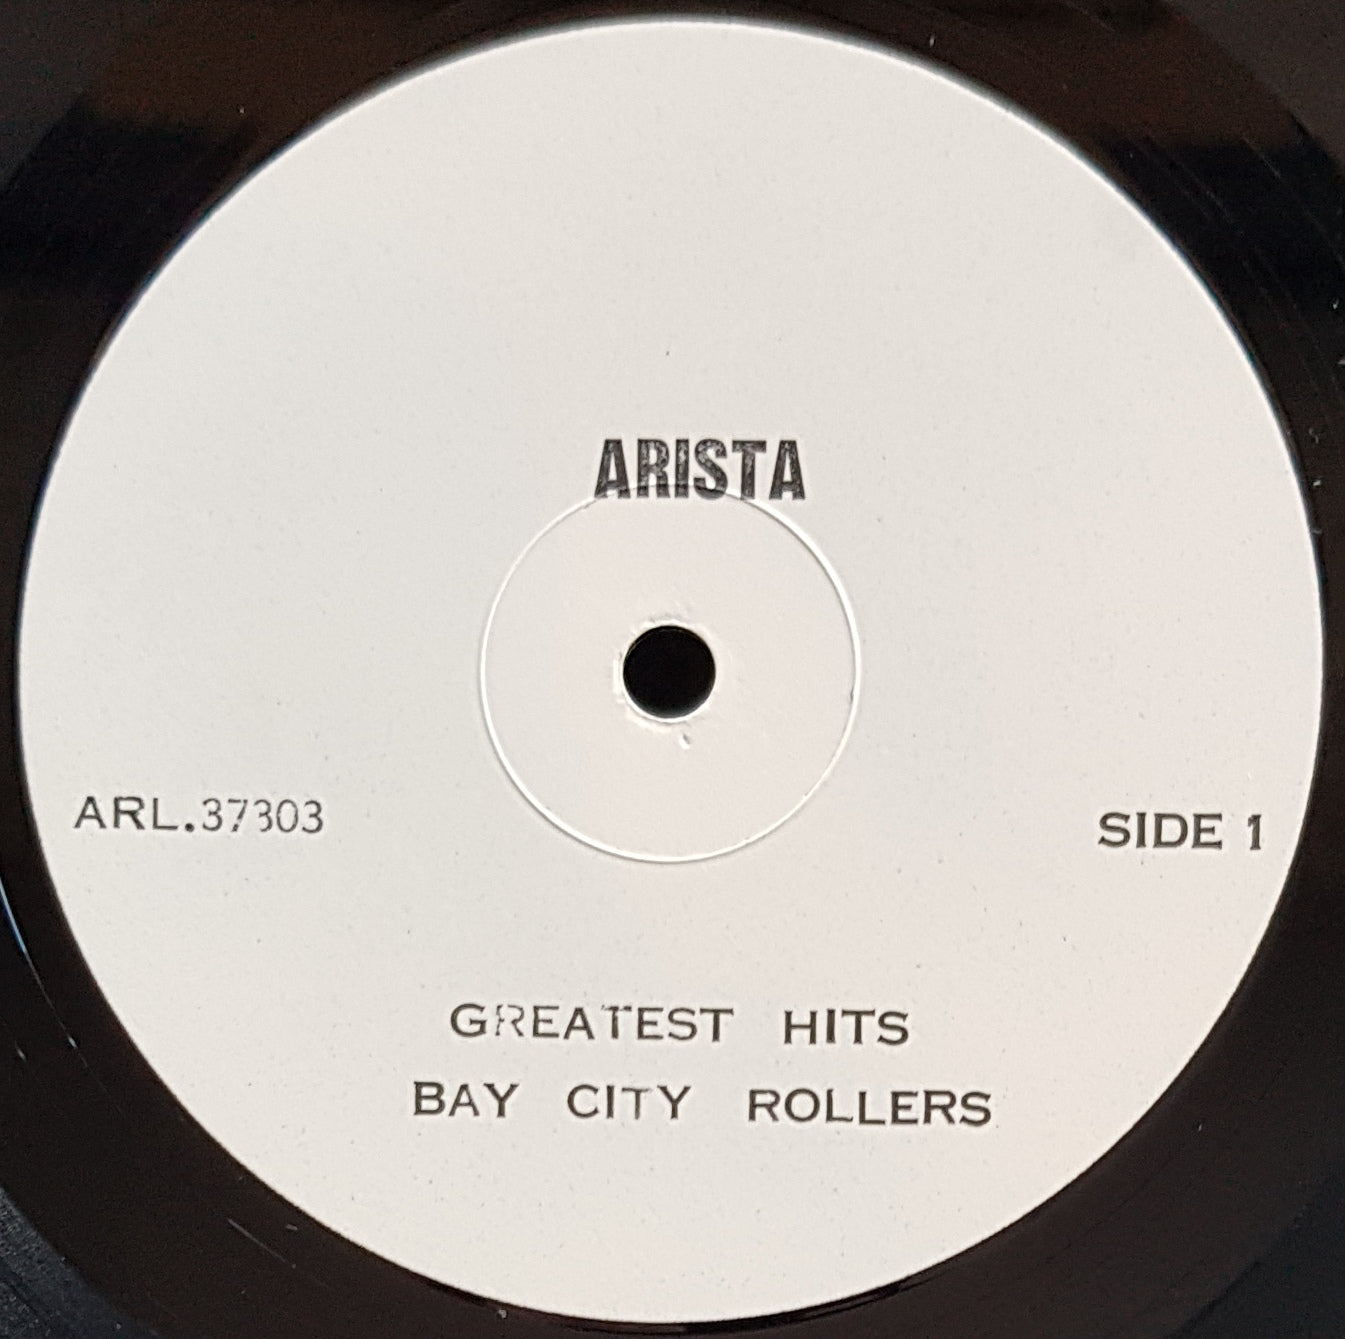 ARISTA
ARL.37303
SIDE 1
GREATEST HITS
BAY CITY ROLLERS